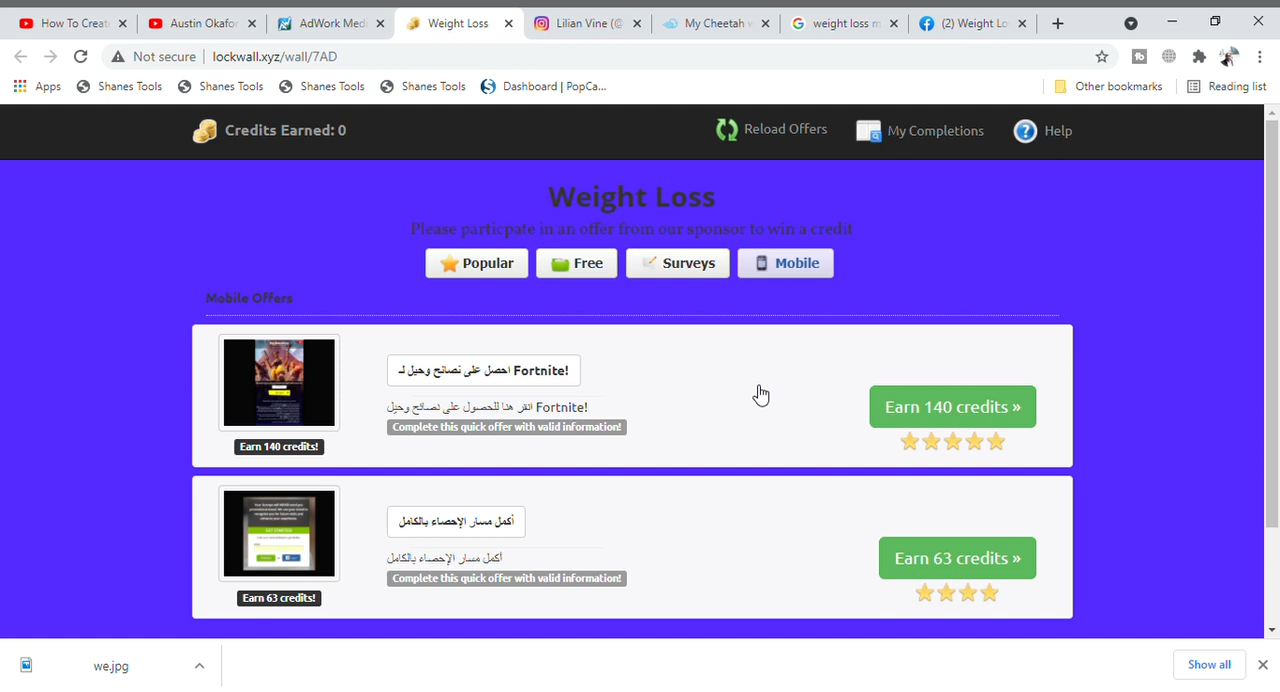 How To Create
Austin Okafor
AdWork Medi
Weight Loss
Lilian Vine (@
My Cheetah w
weight loss m
(2) Weight Lo
Not secure
lockwall.xyz/wall/7AD
Apps
Shanes Tools
Shanes Tools
Shanes Tools
Shanes Tools
Dashboard | PopCa...
Other bookmarks
Reading list
Credits Earned: 0
Reload Offers
My Completions
Help
Weight Loss
Please particpate in an offer from our sponsor to win a credit
Popular
Free
Surveys
Mobile
Mobile Offers
احصل على نصائح وحيل لـ Fortnite!
انقر هنا للحصول على نصائح وحيل Fortnite!
Complete this quick offer with valid information!
Earn 140 credits!
Earn 140 credits »
أكمل مسار الإحصاء بالكامل
أكمل مسار الإحصاء بالكامل
Complete this quick offer with valid information!
Earn 63 credits!
Earn 63 credits »
we.jpg
Show all